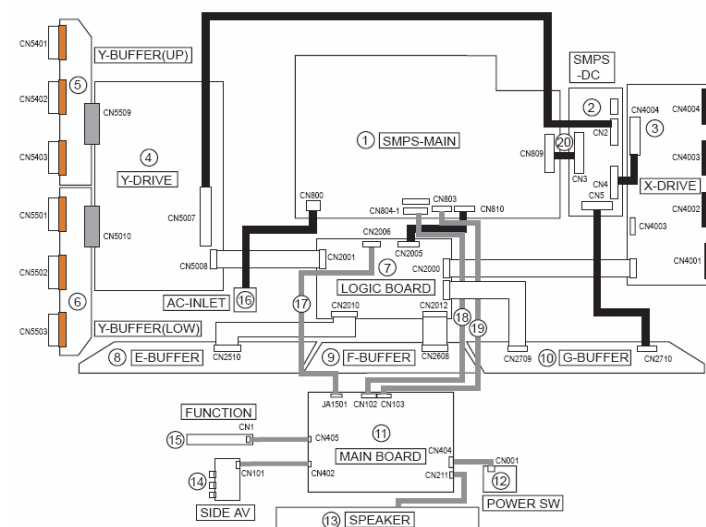 CN5401
Y-BUFFER(UP)
5
CN5402
CN5509
CN5403
4
Y-DRIVE
CN5501
CN5007
CN5010
CN5502
CN5008
6
CN5503
Y-BUFFER(LOW)
AC-INLET
16
1
SMPS-MAIN
CN800
CN809
20
CN803
CN804-1
CN810
SMPS
-DC
2
CN2
CN3
CN4
CN5
CN4004
3
CN4004
CN4003
X-DRIVE
CN4002
CN4003
CN4001
CN2006
CN2005
CN2001
7
CN2000
LOGIC BOARD
17
CN2010
CN2012
18
19
8
E-BUFFER
CN2510
9
F-BUFFER
CN2608
CN2709
10
G-BUFFER
CN2710
JA1501
CN102
CN103
FUNCTION
CN1
15
CN405
11
MAIN BOARD
CN404
CN001
CN101
CN402
CN211
12
14
SIDE AV
POWER SW
13
SPEAKER